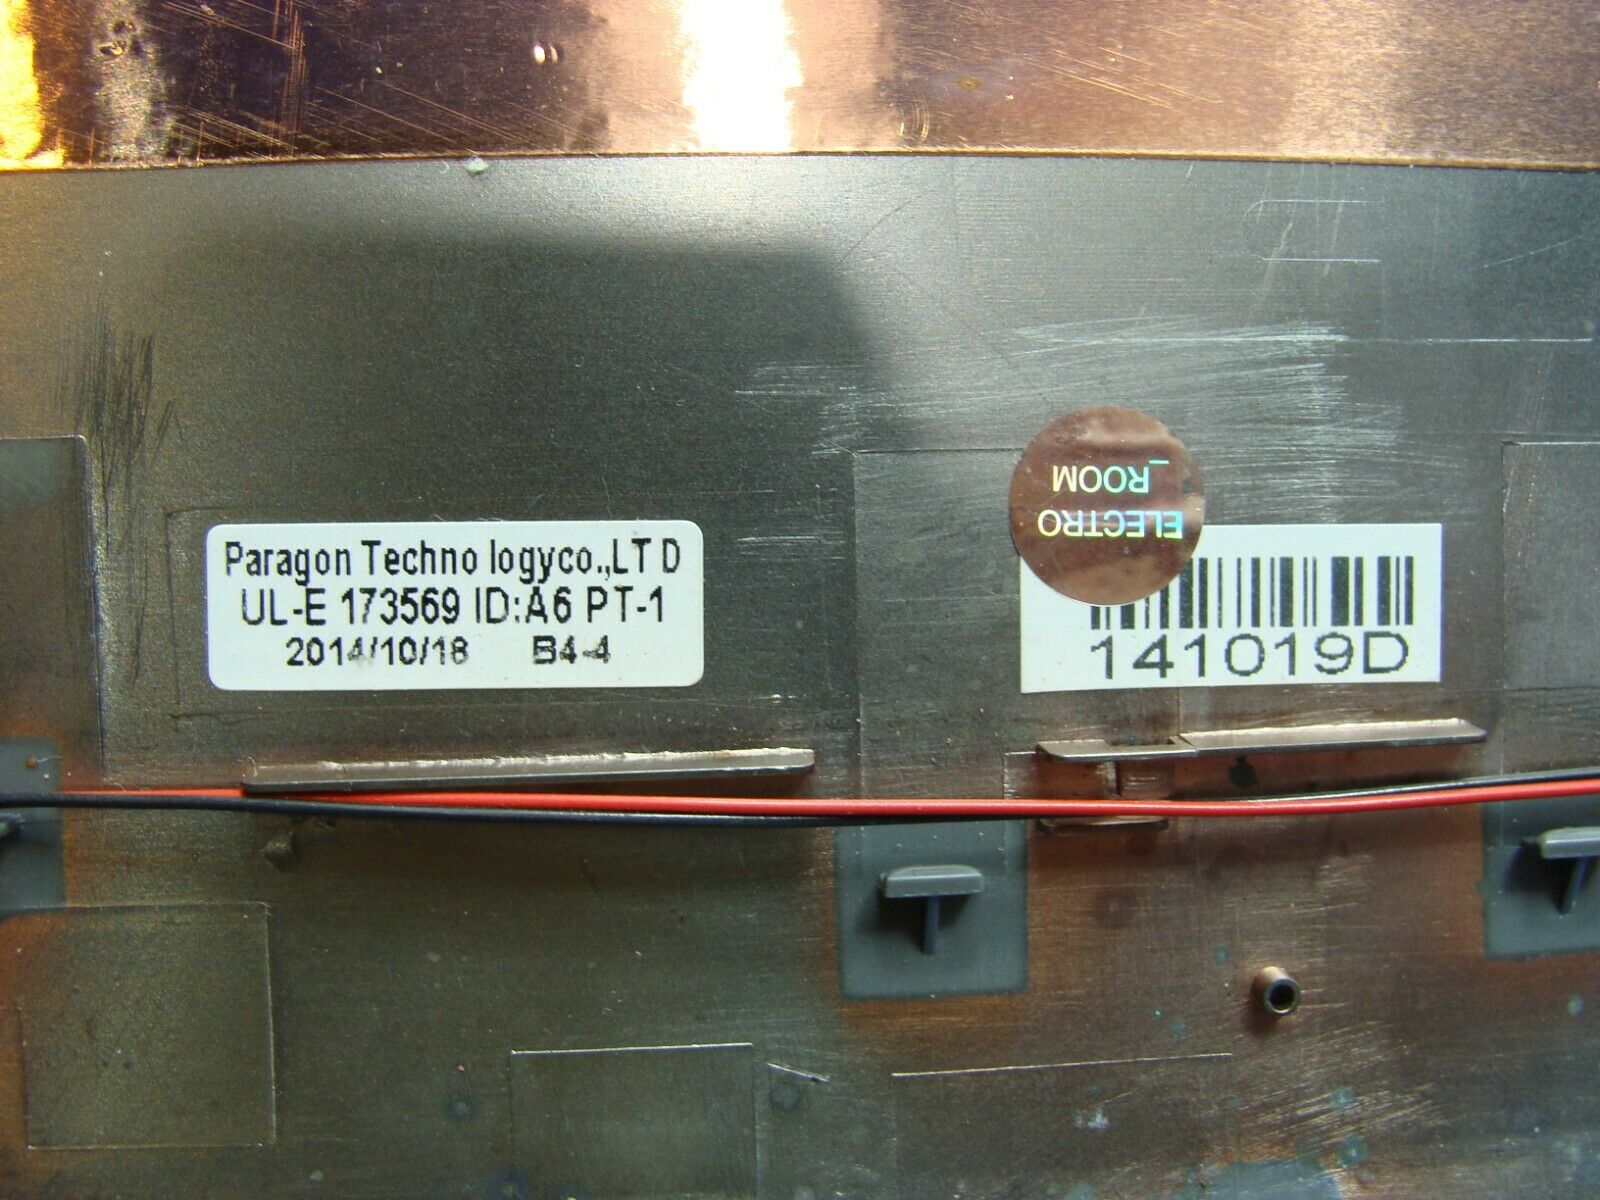 Paragon Techno logyco.,LT D
UL-E 173569 ID:A6 PT-1
2014/10/18 B4-4
ELECTRO
_ROOM
141019D